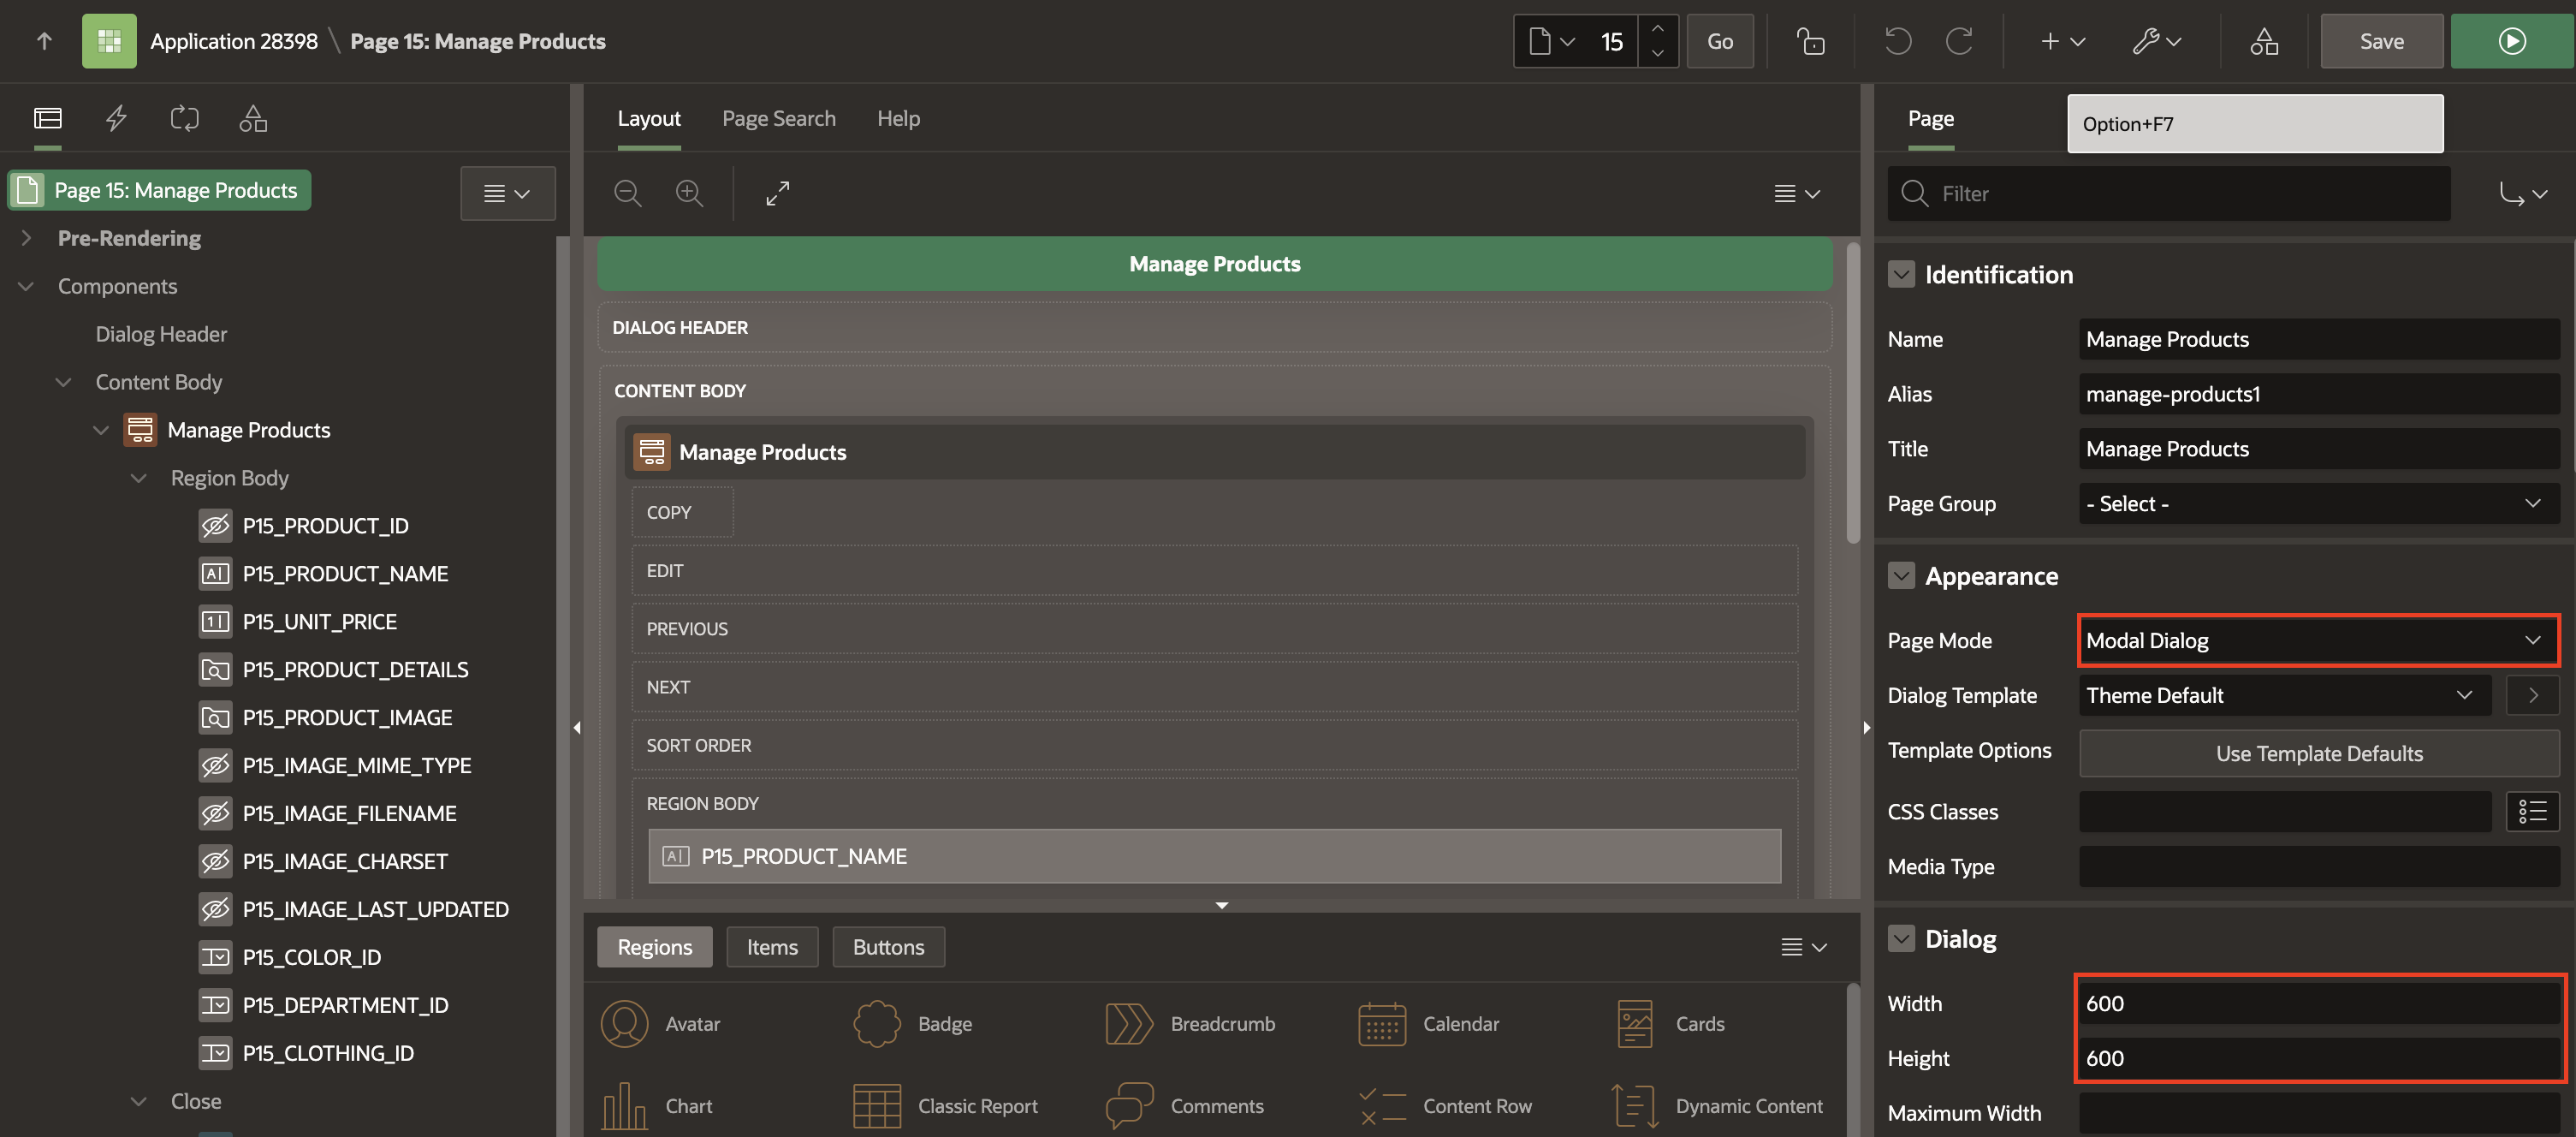 Application 28398 \ Page 15: Manage Products
15
Go
Save
Layout
Page Search
Help
Page
Option+F7
Page 15: Manage Products
Filter
Pre-Rendering
Components
Dialog Header
Content Body
Manage Products
Region Body
P15_PRODUCT_ID
P15_PRODUCT_NAME
P15_UNIT_PRICE
P15_PRODUCT_DETAILS
P15_PRODUCT_IMAGE
P15_IMAGE_MIME_TYPE
P15_IMAGE_FILENAME
P15_IMAGE_CHARSET
P15_IMAGE_LAST_UPDATED
P15_COLOR_ID
P15_DEPARTMENT_ID
P15_CLOTHING_ID
Close
Manage Products
DIALOG HEADER
CONTENT BODY
Manage Products
COPY
EDIT
PREVIOUS
NEXT
SORT ORDER
REGION BODY
P15_PRODUCT_NAME
Regions
Items
Buttons
Avatar
Badge
Breadcrumb
Calendar
Cards
Chart
Classic Report
Comments
Content Row
Dynamic Content
Identification
Name Manage Products
Alias manage-products1
Title Manage Products
Page Group - Select -
Appearance
Page Mode Modal Dialog
Dialog Template Theme Default
Template Options Use Template Defaults
CSS Classes
Media Type
Dialog
Width 600
Height 600
Maximum Width